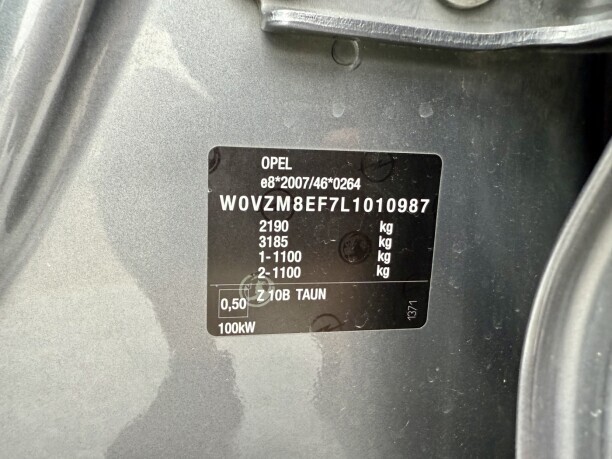 OPEL
e8*2007/46*0264
W0VZM8EF7L1010987
2190 kg
3185 kg
1-1100 kg
2-1100 kg
0,50 Z 10B TAUN
100kW
1371